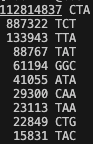 112814837 CTA
887322 TCT
133943 TTA
88767 TAT
61194 GGC
41055 ATA
29300 CAA
23113 TAA
22849 CTG
15831 TAC